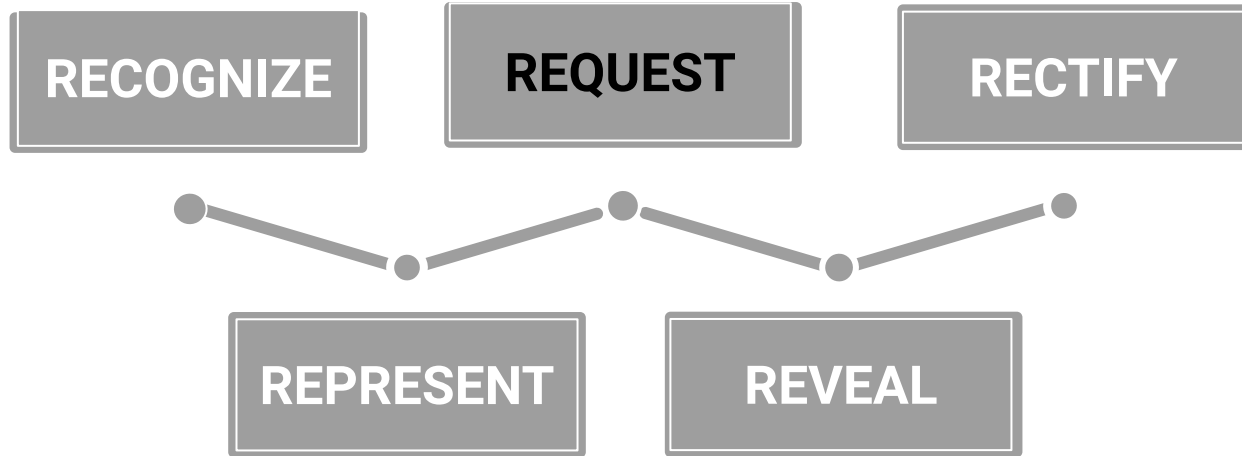 RECOGNIZE
REQUEST
RECTIFY
REPRESENT
REVEAL